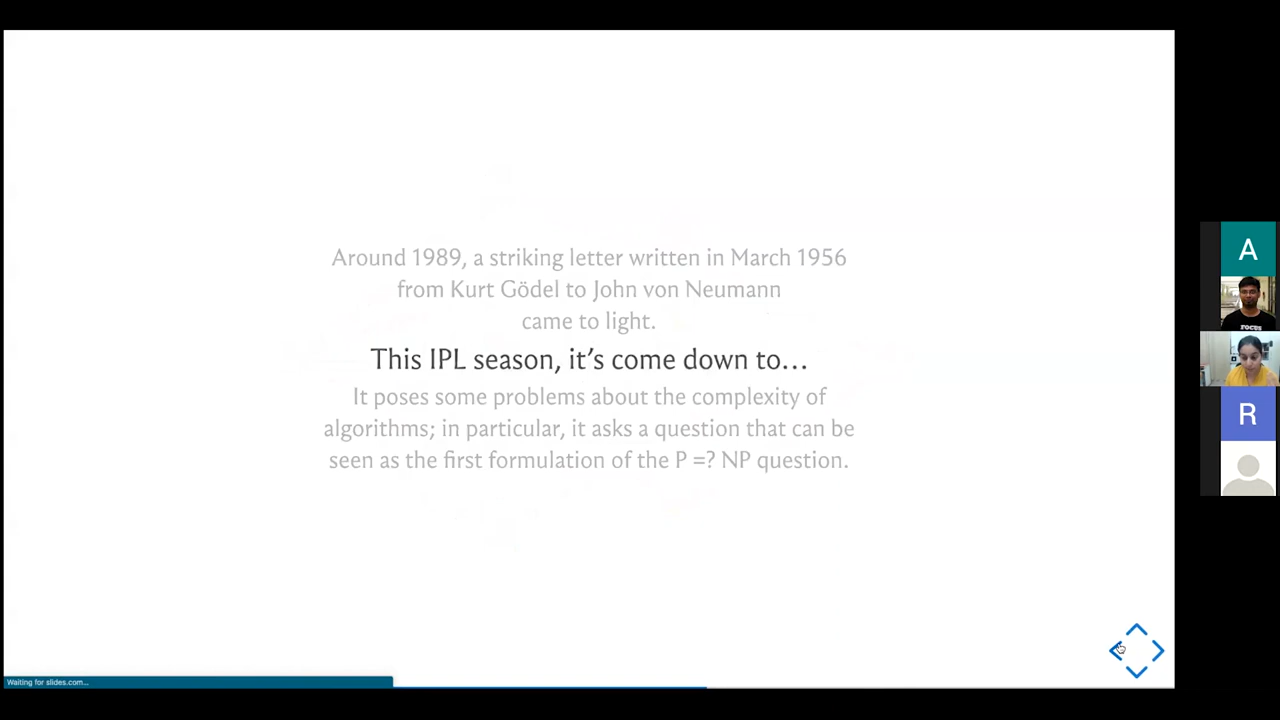 Around 1989, a striking letter written in March 1956
from Kurt Gödel to John von Neumann
came to light.
This IPL season, it’s come down to…
It poses some problems about the complexity of
algorithms; in particular, it asks a question that can be
seen as the first formulation of the P =? NP question.
A
FOCUS
R
Waiting for slides.com...